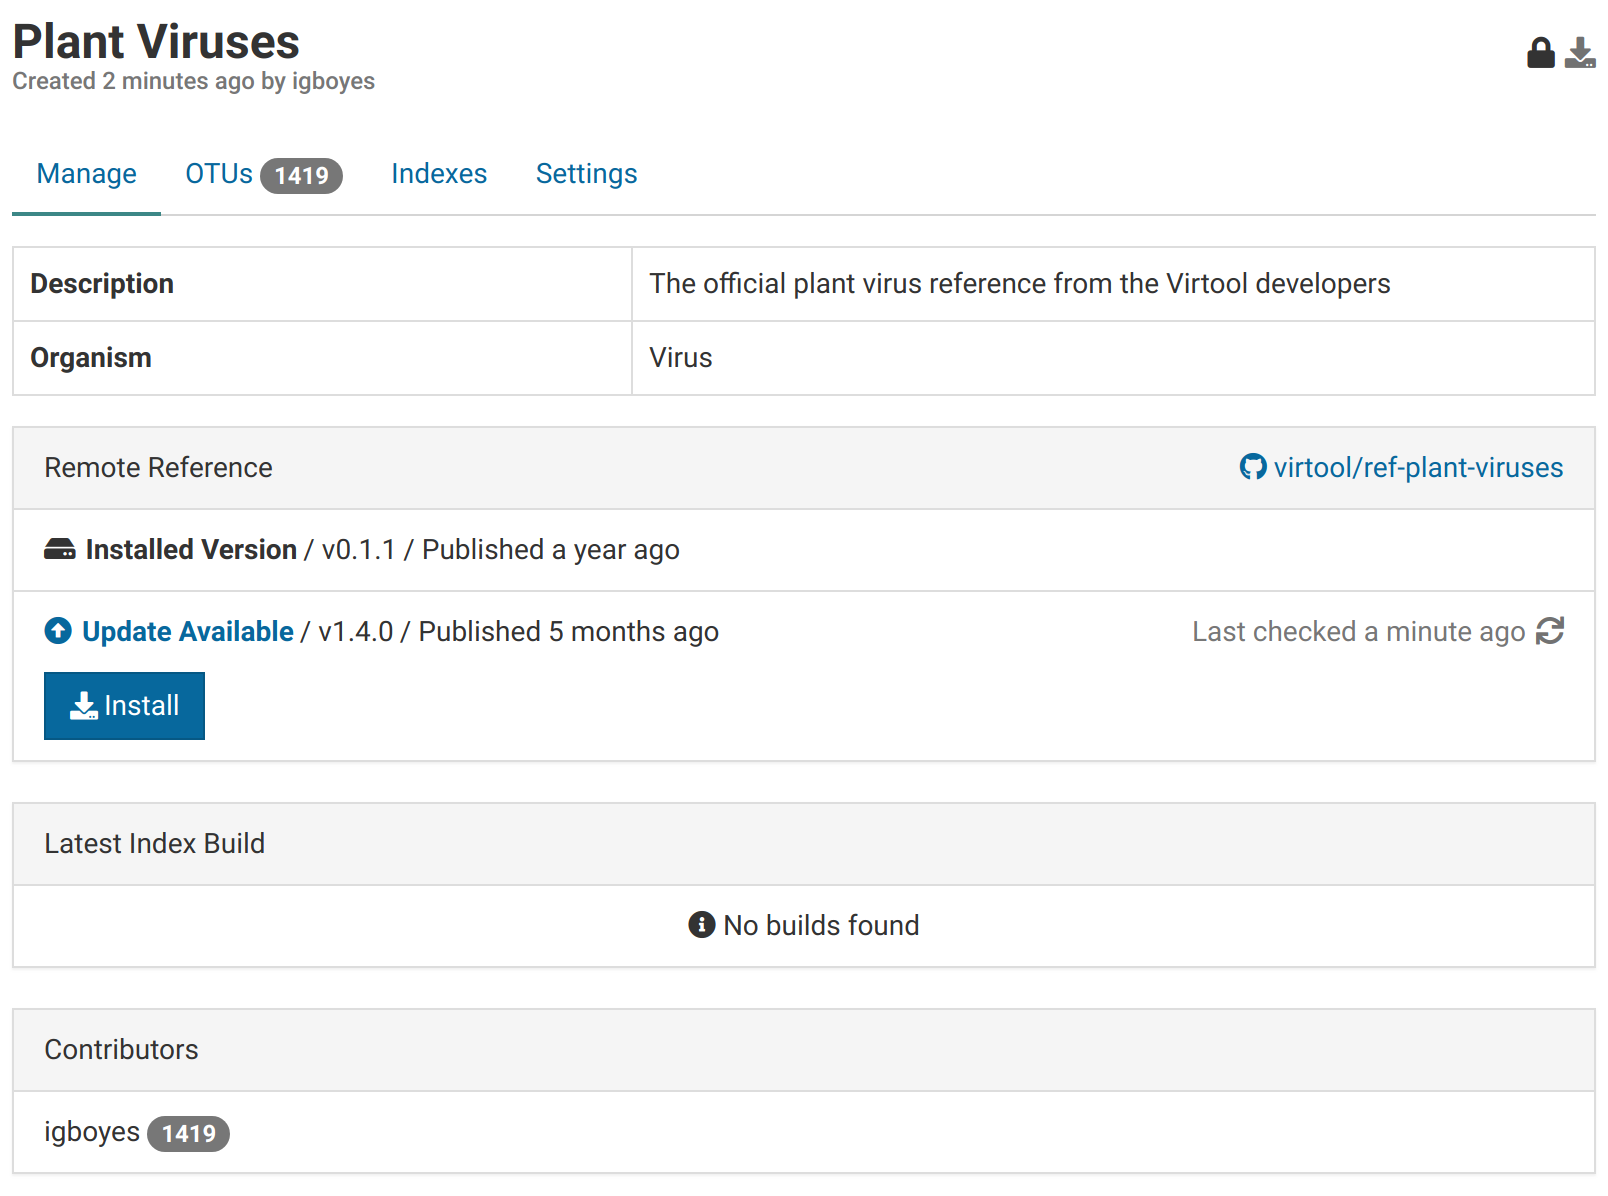 Plant Viruses
Created 2 minutes ago by igboyes
Manage OTUs 1419 Indexes Settings
Description The official plant virus reference from the Virtool developers
Organism Virus
Remote Reference virtool/ref-plant-viruses
Installed Version / v0.1.1 / Published a year ago
Update Available / v1.4.0 / Published 5 months ago Last checked a minute ago
Install
Latest Index Build
No builds found
Contributors
igboyes 1419